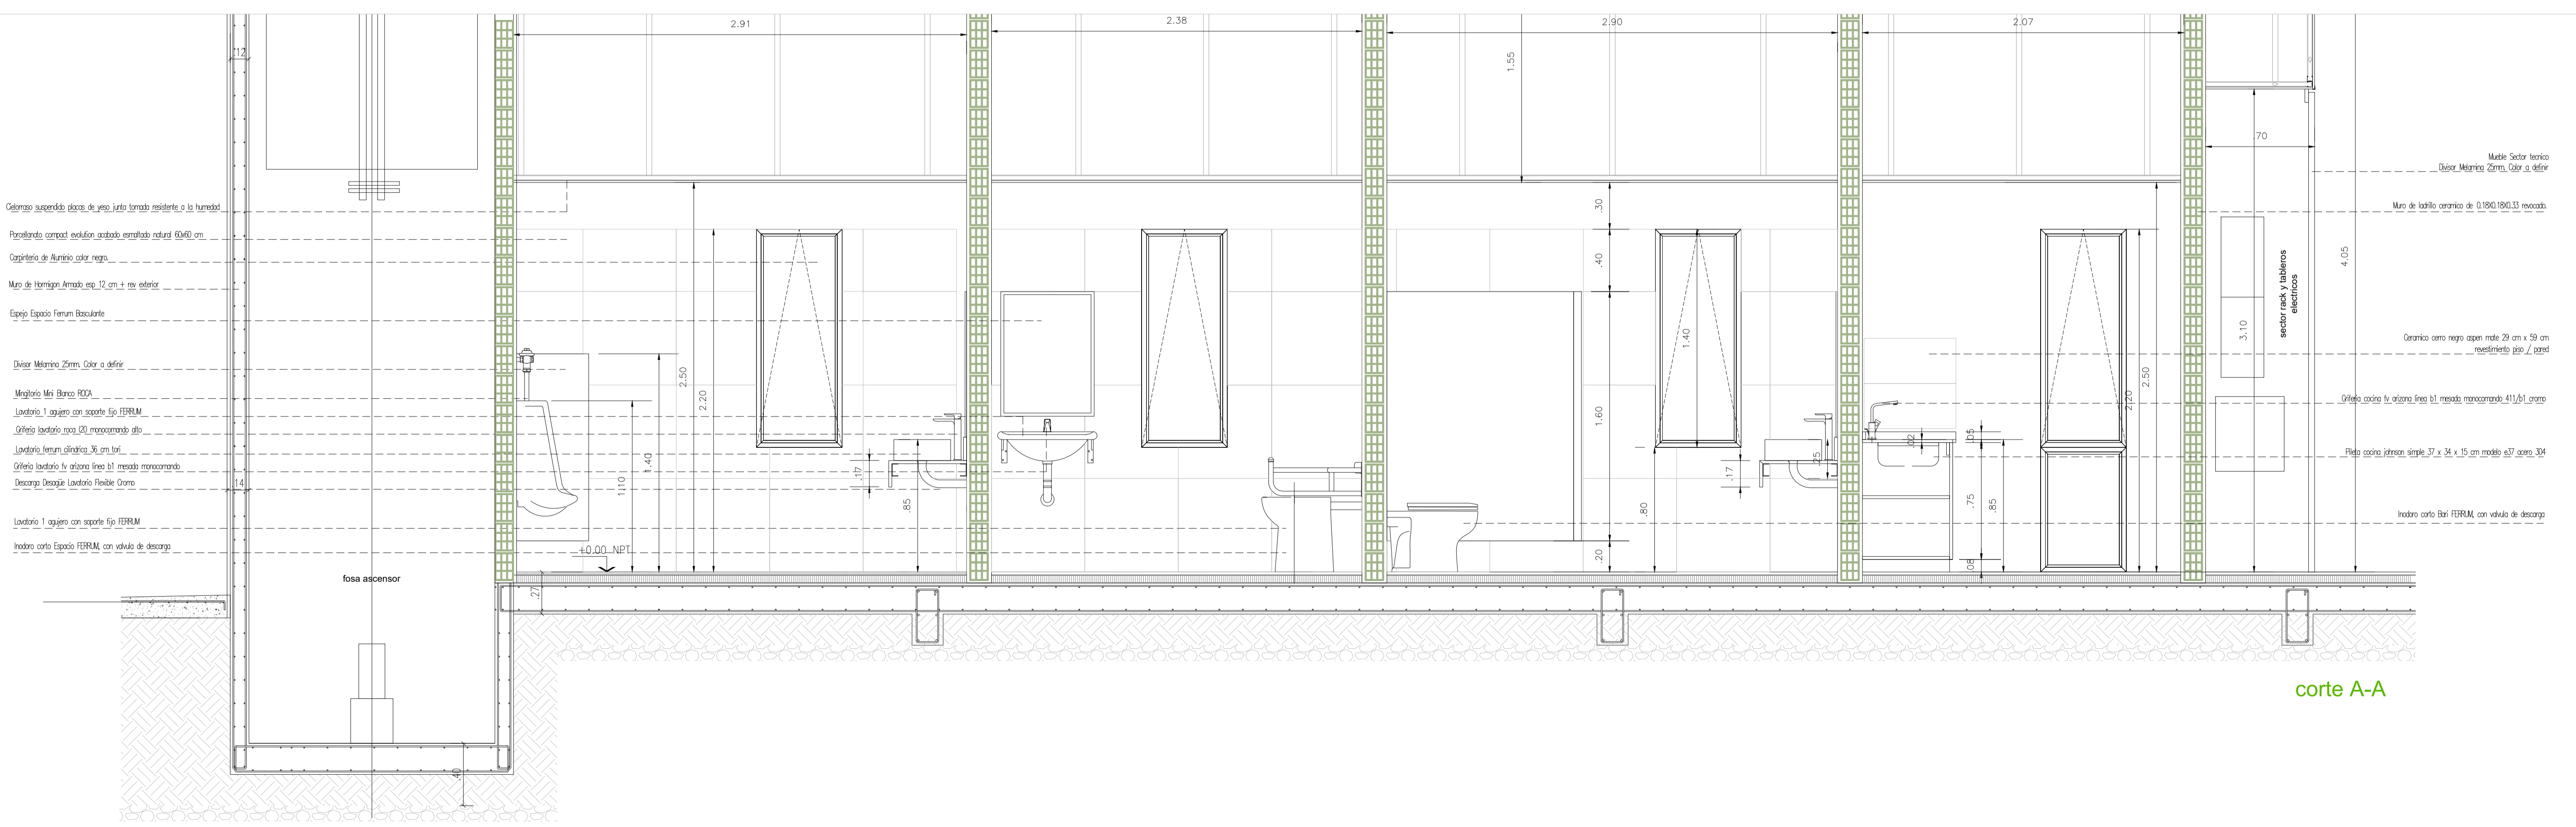 2.91
2.38
2.90
2.07
.12
1.55
.70
4.05
Cielorraso suspendido placas de yeso junta tomada resistente a la humedad
Porcellanato compact evolution acabado esmaltado natural 60x60 cm
Carpinteria de Aluminio color negro.
Muro de Hormigon Armado esp 12 cm + rev exterior
Espejo Espacio Ferrum Basculante
Divisor Melamina 25mm. Color a definir
Mingitorio Mini Blanco ROCA
Lavatorio 1 agujero con soporte fijo FERRUM
Griferia lavatorio roca l20 monocomando alto
Lavatorio ferrum cilindrica 36 cm tori
Griferia lavatorio fv arizona linea b1 mesada monocomando
Descarga Desagüe Lavatorio Flexible Cromo
.14
Lavatorio 1 agujero con soporte fijo FERRUM
Inodoro corto Espacio FERRUM, con valvula de descarga
fosa ascensor
+0.00 NPT
.27
.40
1.10
1.40
2.50
2.20
.17
.85
.30
.40
1.60
.20
1.40
.80
.17
.25
.02
.05
.75
.85
.08
2.20
2.50
3.10
sector rack y tableros
electricos
Mueble Sector tecnico
Divisor Melamina 25mm. Color a definir
Muro de ladrillo ceramico de 0.18X0.18X0.33 revocado.
Ceramico cerro negro aspen mate 29 cm x 59 cm
revestimiento piso / pared
Griferia cocina fv arizona linea b1 mesada monocomando 411/b1 cromo
Pileta cocina johnson simple 37 x 34 x 15 cm modelo e37 acero 304
Inodoro corto Bari FERRUM, con valvula de descarga
corte A-A